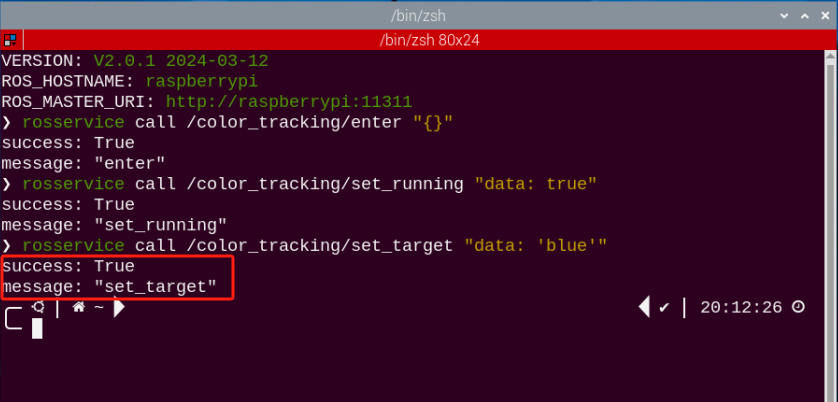 /bin/zsh
/bin/zsh 80x24
VERSION: V2.0.1 2024-03-12
ROS_HOSTNAME: raspberrypi
ROS_MASTER_URI: http://raspberrypi:11311
❯ rosservice call /color_tracking/enter "{}"
success: True
message: "enter"
❯ rosservice call /color_tracking/set_running "data: true"
success: True
message: "set_running"
❯ rosservice call /color_tracking/set_target "data: 'blue'"
success: True
message: "set_target"
~ ✔ 20:12:26